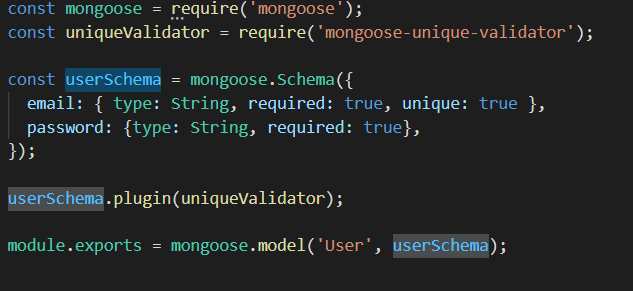 const mongoose = require('mongoose');
const uniqueValidator = require('mongoose-unique-validator');
const userSchema = mongoose.Schema({
email: { type: String, required: true, unique: true },
password: {type: String, required: true},
});
userSchema.plugin(uniqueValidator);
module.exports = mongoose.model('User', userSchema);